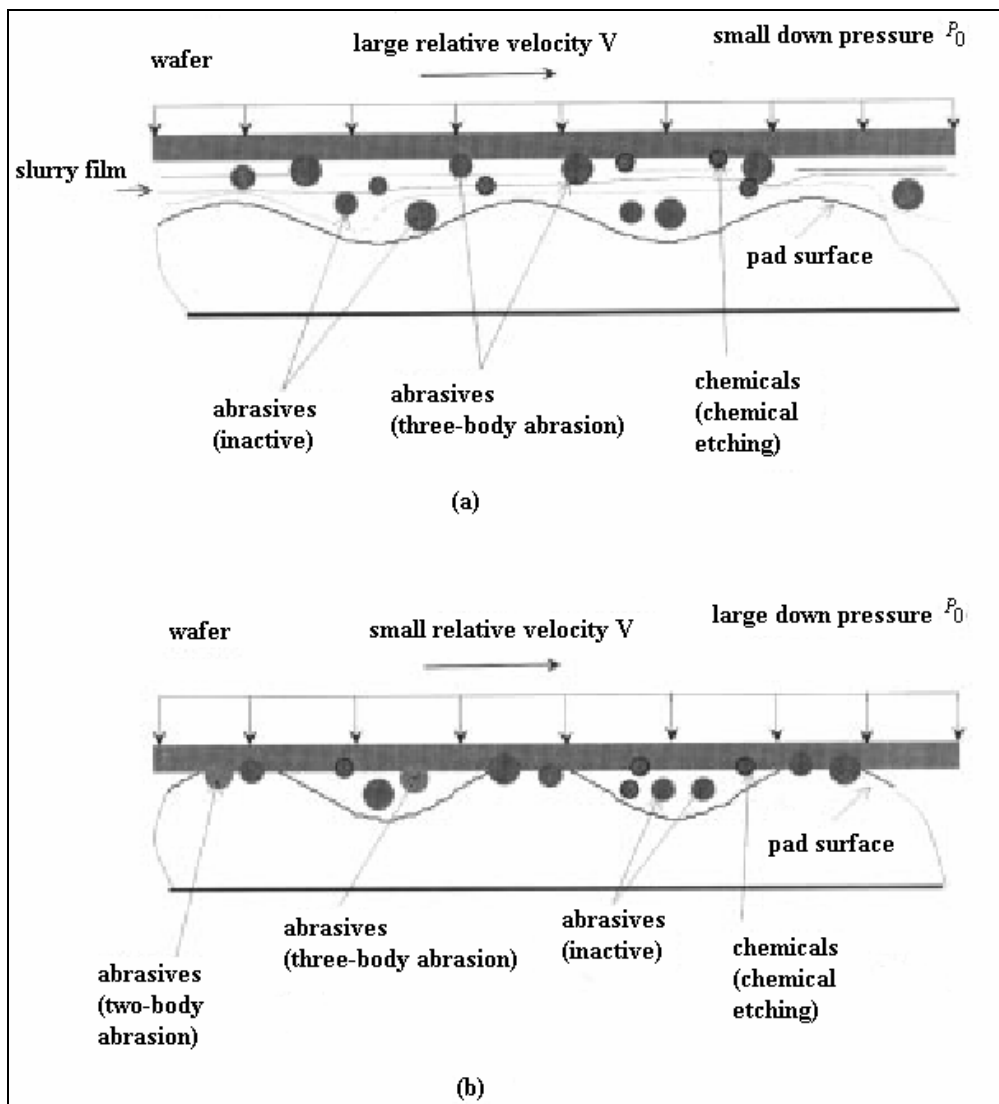 large relative velocity V
small down pressure P0
wafer
slurry film
pad surface
abrasives
(inactive)
abrasives
(three-body abrasion)
chemicals
(chemical
etching)
(a)
large down pressure P0
wafer
small relative velocity V
pad surface
abrasives
(two-body
abrasion)
abrasives
(three-body abrasion)
abrasives
(inactive)
chemicals
(chemical
etching)
(b)